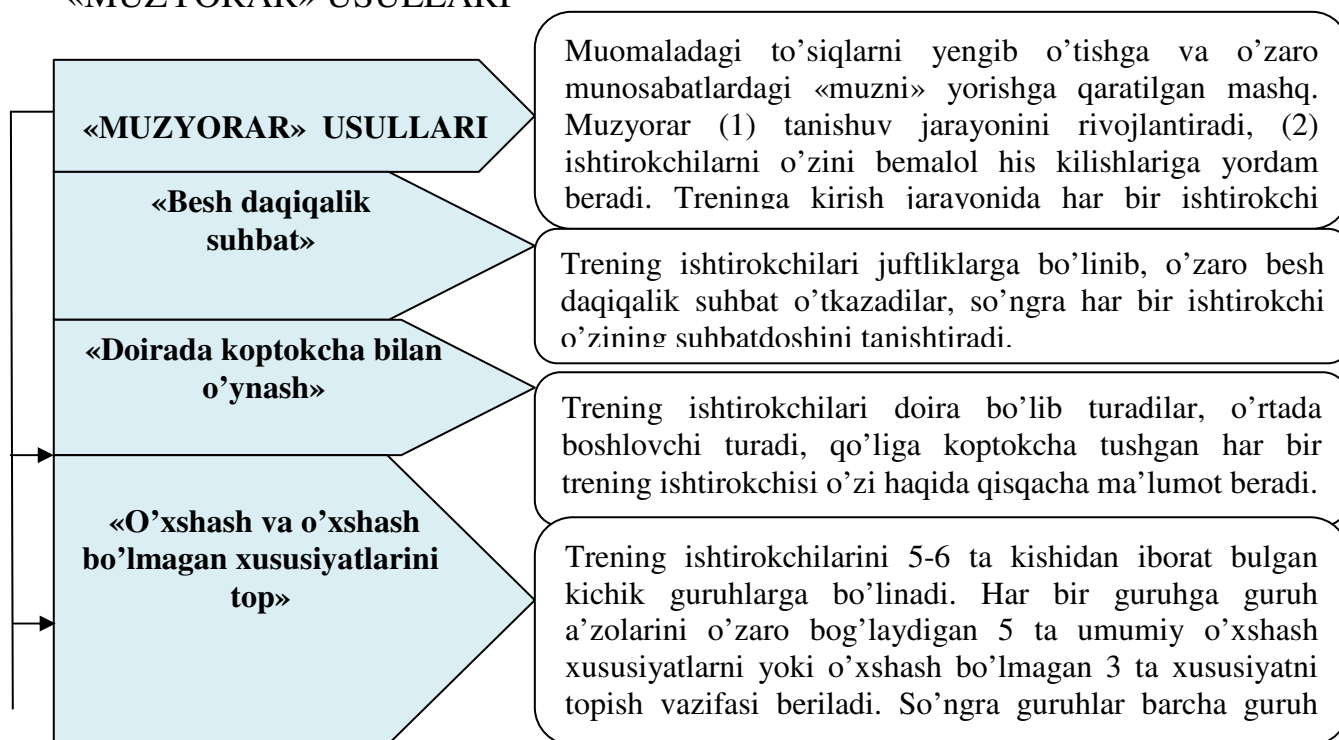 «MUZYORAR» USULLARI
«MUZYORAR» USULLARI
Muomaladagi to’siqlarni yengib o’tishga va o’zaro
munosabatlardagi «muzni» yorishga qaratilgan mashq.
Muzyorar (1) tanishuv jarayonini rivojlantiradi, (2)
ishtirokchilarni o’zini bemalol his kilishlariga yordam
beradi. Treninga kirish jarayonida har bir ishtirokchi
«Besh daqiqalik
suhbat»
Trening ishtirokchilari juftliklarga bo’linib, o’zaro besh
daqiqalik suhbat o’tkazadilar, so’ngra har bir ishtirokchi
o’zining suhbatdoshini tanishtiradi.
«Doirada koptokcha bilan
o’ynash»
Trening ishtirokchilari doira bo’lib turadilar, o’rtada
boshlovchi turadi, qo’liga koptokcha tushgan har bir
trening ishtirokchisi o’zi haqida qisqacha ma’lumot beradi.
«O’xshash va o’xshash
bo’lmagan xususiyatlarini
top»
Trening ishtirokchilarini 5-6 ta kishidan iborat bulgan
kichik guruhlarga bo’linadi. Har bir guruhga guruh
a’zolarini o’zaro bog’laydigan 5 ta umumiy o’xshash
xususiyatlarni yoki o’xshash bo’lmagan 3 ta xususiyatni
topish vazifasi beriladi. So’ngra guruhlar barcha guruh